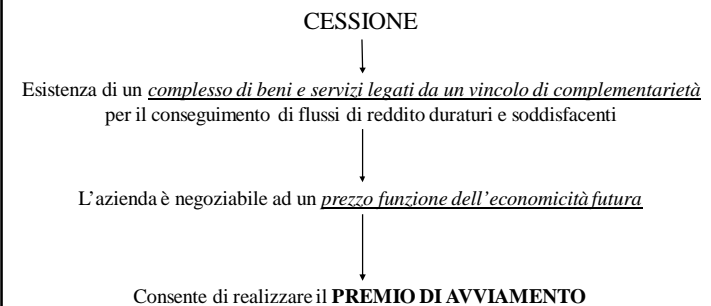 CESSIONE
Esistenza di un complesso di beni e servizi legati da un vincolo di complementarietà
per il conseguimento di flussi di reddito duraturi e soddisfacenti
L’azienda è negoziabile ad un prezzo funzione dell’economicità futura
Consente di realizzare il PREMIO DI AVVIAMENTO